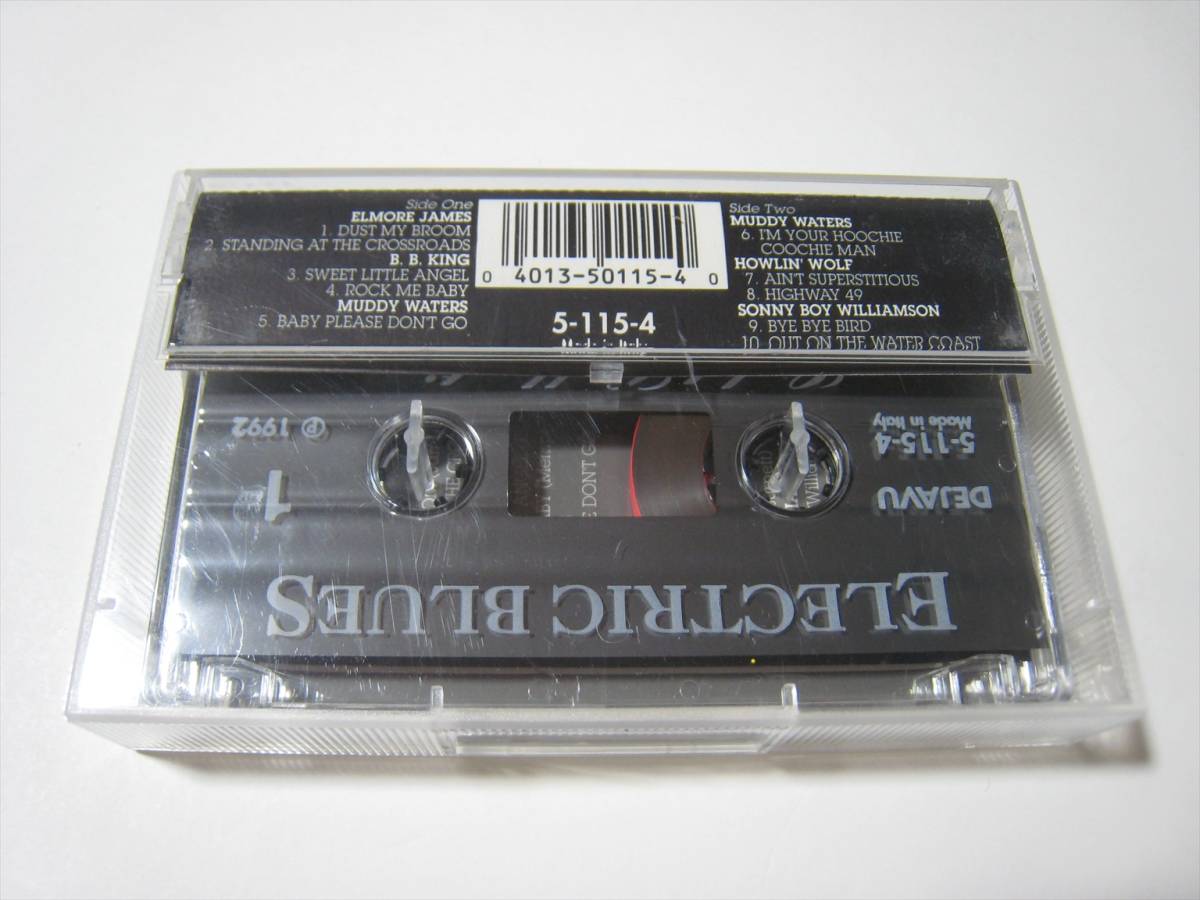 Side One
ELMORE JAMES
1. DUST MY BROOM
2. STANDING AT THE CROSSROADS
B. B. KING
3. SWEET LITTLE ANGEL
4. ROCK ME BABY
MUDDY WATERS
5. BABY PLEASE DON'T GO
0 4013-50115-4 0
5-115-4
Made in Italy
Side Two
MUDDY WATERS
6. I'M YOUR HOOCHIE
COOCHIE MAN
HOWLIN' WOLF
7. AIN'T SUPERSTITIOUS
8. HIGHWAY 49
SONNY BOY WILLIAMSON
9. BYE BYE BIRD
10. OUT ON THE WATER COAST
ELECTRIC BLUES
DEJAVU
1
5-115-4
Made in Italy
℗ 1992
E DON'T G